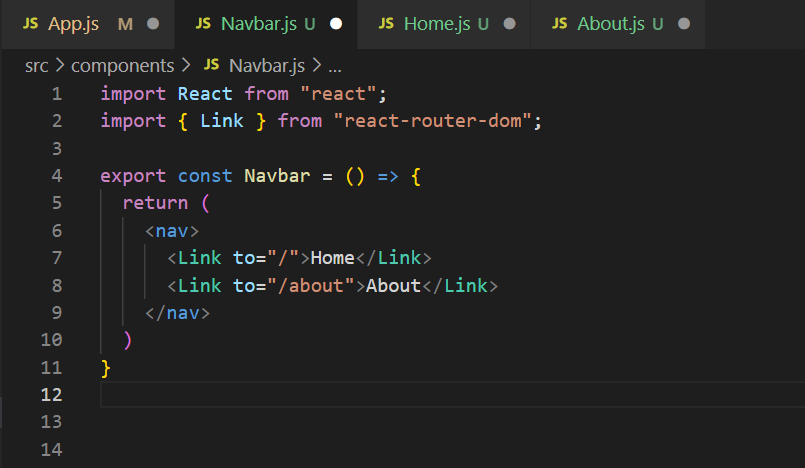 JS App.js M JS Navbar.js U JS Home.js U JS About.js U
src > components > JS Navbar.js > ...
1 import React from "react";
2 import { Link } from "react-router-dom";
3
4 export const Navbar = () => {
5   return (
6     <nav>
7       <Link to="/">Home</Link>
8       <Link to="/about">About</Link>
9     </nav>
10   )
11 }
12
13
14